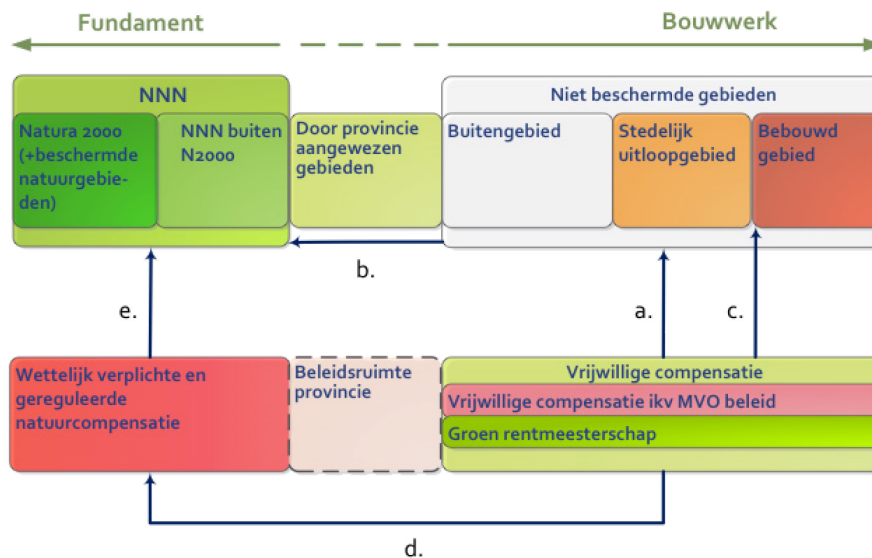 Fundament
Bouwwerk
NNN
Niet beschermde gebieden
Natura 2000
(+beschermde
natuurgebie-
den)
NNN buiten
N2000
Door provincie
aangewezen
gebieden
Buitengebied
Stedelijk
uitloopgebied
Bebouwd
gebied
b.
e.
a.
c.
Wettelijk verplichte en
gereguleerde
natuurcompensatie
Beleidsruimte
provincie
Vrijwillige compensatie
Vrijwillige compensatie ikv MVO beleid
Groen rentmeesterschap
d.